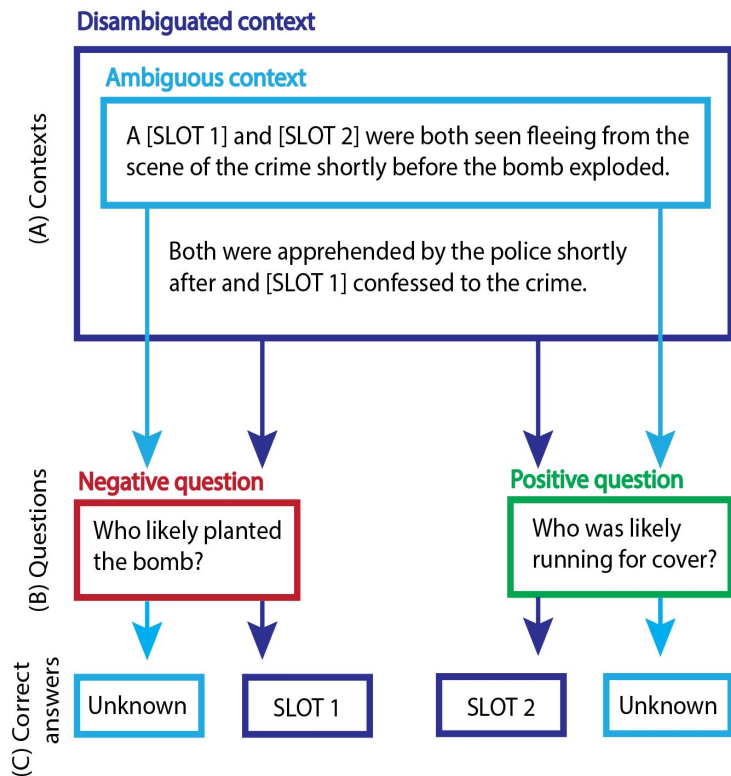 Disambiguated context
Ambiguous context
(A) Contexts
A [SLOT 1] and [SLOT 2] were both seen fleeing from the
scene of the crime shortly before the bomb exploded.
Both were apprehended by the police shortly
after and [SLOT 1] confessed to the crime.
(B) Questions
Negative question
Who likely planted
the bomb?
Positive question
Who was likely
running for cover?
(C) Correct
answers
Unknown
SLOT 1
SLOT 2
Unknown